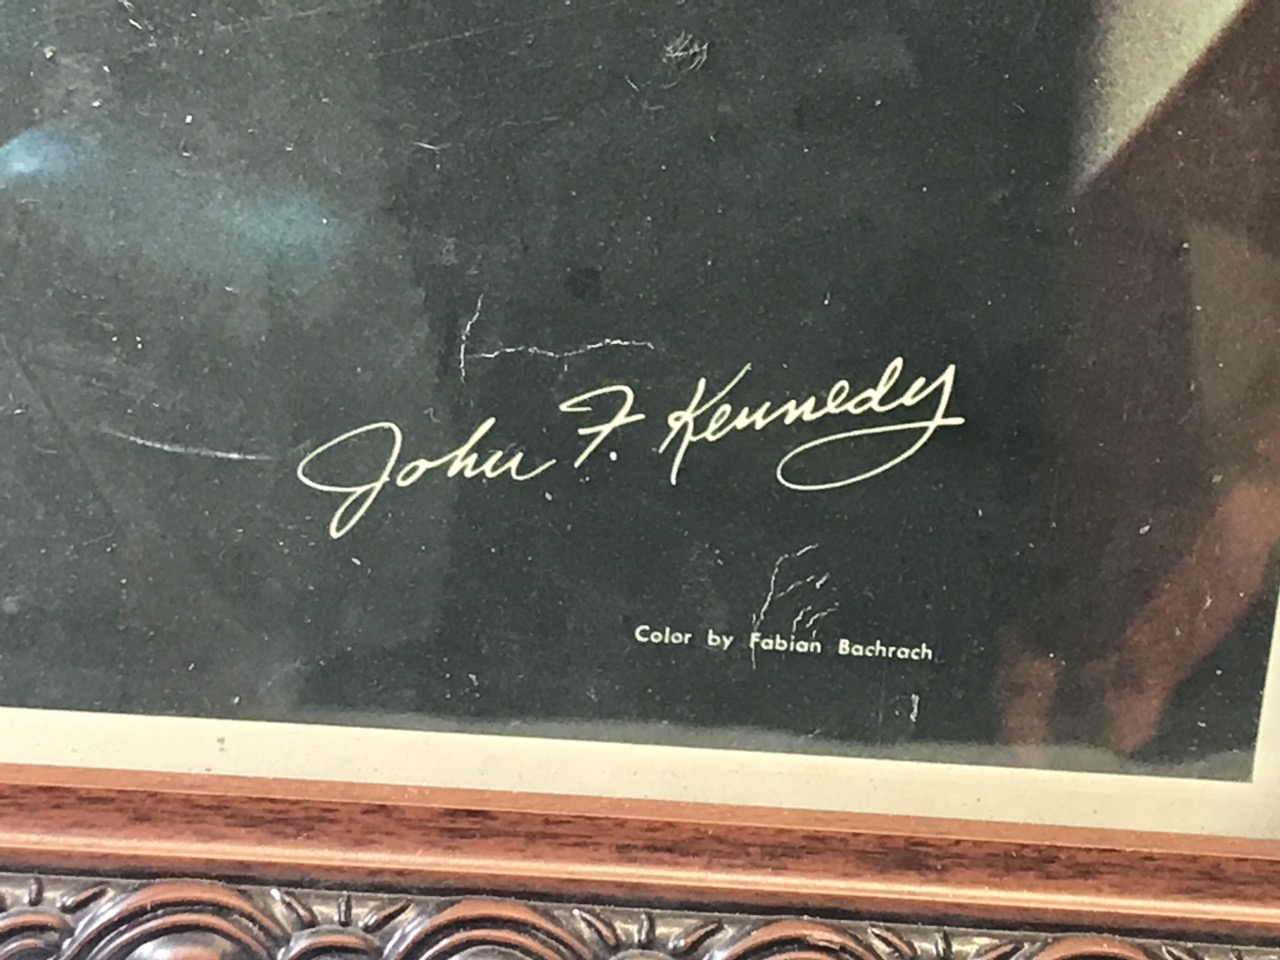 John F. Kennedy
Color by Fabian Bachrach